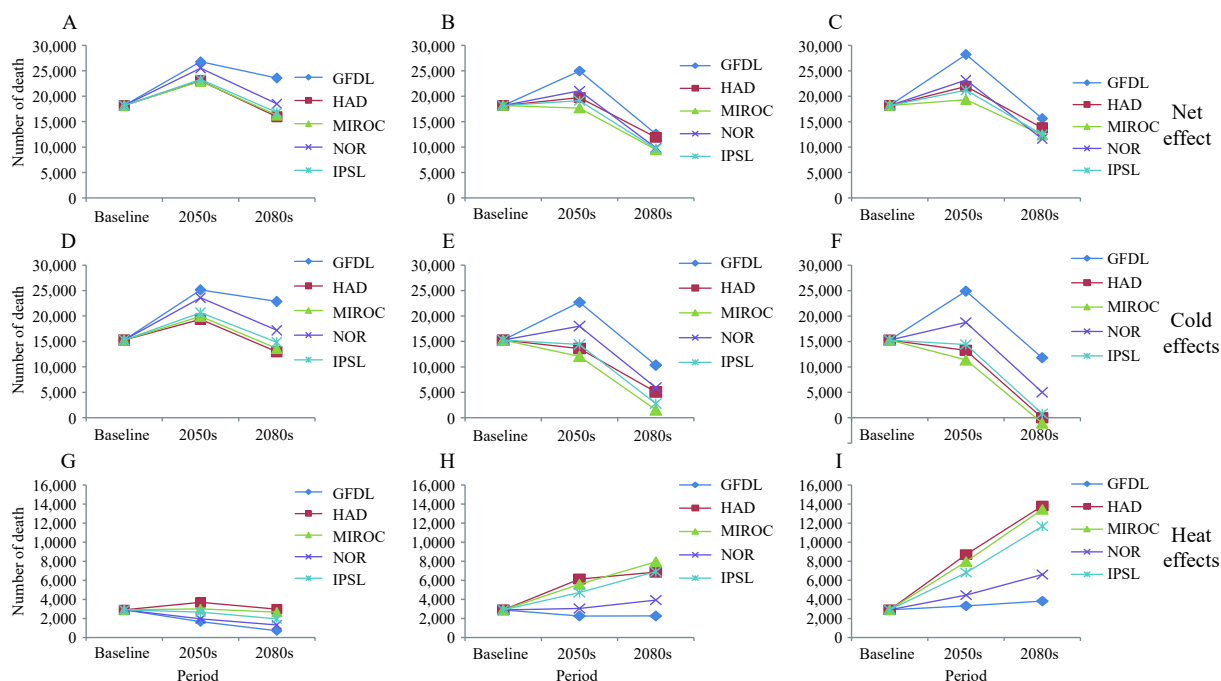 A
Number of death
30,000
25,000
20,000
15,000
10,000
5,000
0
Baseline
2050s
2080s
GFDL
HAD
MIROC
NOR
IPSL
B
30,000
25,000
20,000
15,000
10,000
5,000
0
Baseline
2050s
2080s
GFDL
HAD
MIROC
NOR
IPSL
C
30,000
25,000
20,000
15,000
10,000
5,000
0
Baseline
2050s
2080s
GFDL
HAD
MIROC
NOR
IPSL
Net
effect
D
Number of death
30,000
25,000
20,000
15,000
10,000
5,000
0
Baseline
2050s
2080s
GFDL
HAD
MIROC
NOR
IPSL
E
30,000
25,000
20,000
15,000
10,000
5,000
0
Baseline
2050s
2080s
GFDL
HAD
MIROC
NOR
IPSL
F
30,000
25,000
20,000
15,000
10,000
5,000
0
Baseline
2050s
2080s
GFDL
HAD
MIROC
NOR
IPSL
Cold
effects
G
Number of death
16,000
14,000
12,000
1,0000
8,000
6,000
4,000
2,000
0
Baseline
2050s
2080s
Period
GFDL
HAD
MIROC
NOR
IPSL
H
16,000
14,000
12,000
1,0000
8,000
6,000
4,000
2,000
0
Baseline
2050s
2080s
Period
GFDL
HAD
MIROC
NOR
IPSL
I
16,000
14,000
12,000
1,0000
8,000
6,000
4,000
2,000
0
Baseline
2050s
2080s
Period
GFDL
HAD
MIROC
NOR
IPSL
Heat
effects